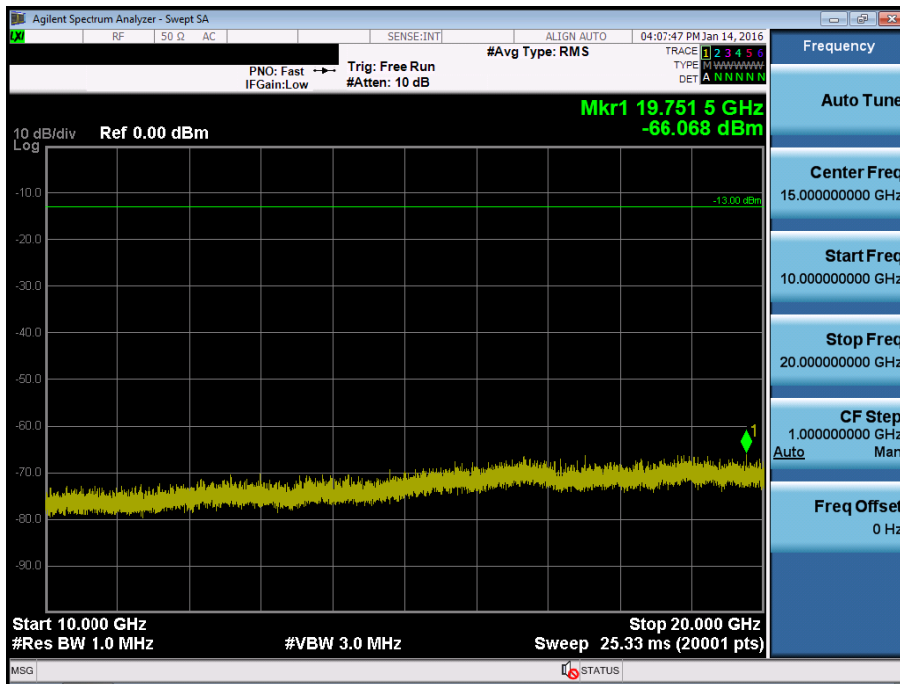 Agilent Spectrum Analyzer - Swept SA
LXI RF 50 Ω AC SENSE:INT ALIGN AUTO 04:07:47 PM Jan 14, 2016
#Avg Type: RMS TRACE 1 2 3 4 5 6
PNO: Fast Trig: Free Run TYPE M WWWWW
IFGain:Low #Atten: 10 dB DET A N N N N N
Mkr1 19.751 5 GHz
-66.068 dBm
10 dB/div Ref 0.00 dBm
Log
-10.0
-13.00 dBm
-20.0
-30.0
-40.0
-50.0
-60.0
1
-70.0
-80.0
-90.0
Start 10.000 GHz Stop 20.000 GHz
#Res BW 1.0 MHz #VBW 3.0 MHz Sweep 25.33 ms (20001 pts)
MSG STATUS
Frequency
Auto Tune
Center Freq
15.000000000 GHz
Start Freq
10.000000000 GHz
Stop Freq
20.000000000 GHz
CF Step
1.000000000 GHz
Auto Man
Freq Offset
0 Hz